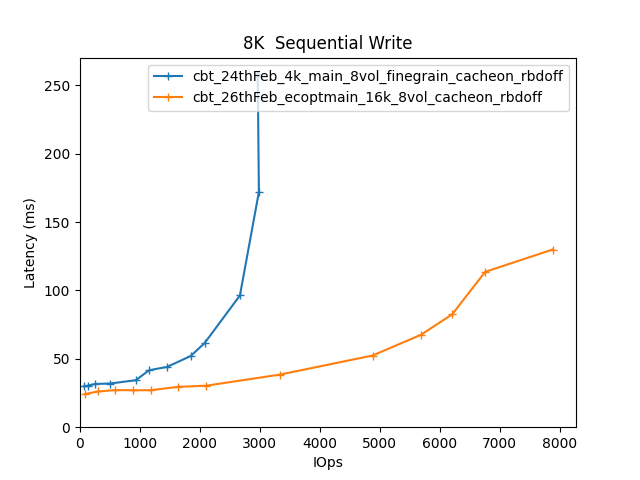 8K  Sequential Write
cbt_24thFeb_4k_main_8vol_finegrain_cacheon_rbdoff
cbt_26thFeb_ecoptmain_16k_8vol_cacheon_rbdoff
250
200
150
100
50
0
Latency (ms)
0 1000 2000 3000 4000 5000 6000 7000 8000
IOps